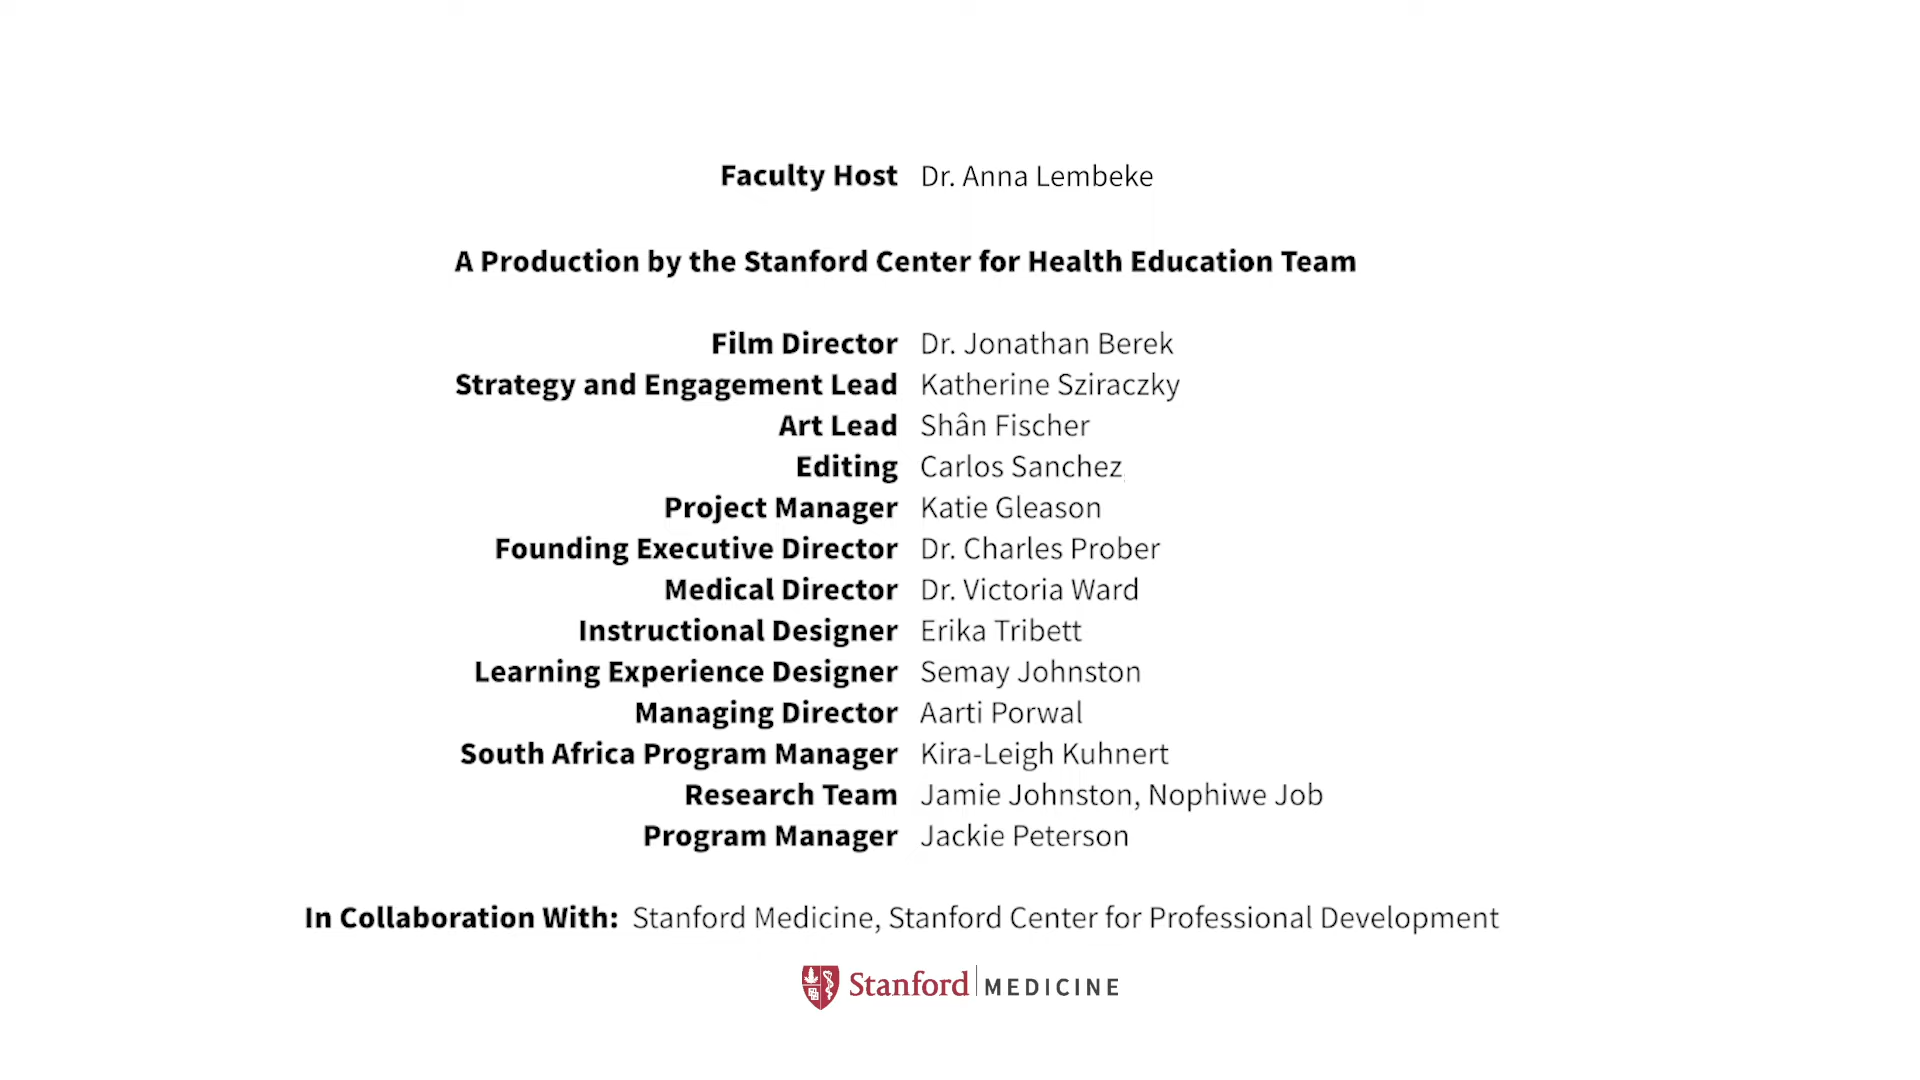 Faculty Host Dr. Anna Lembeke
A Production by the Stanford Center for Health Education Team
Film Director Dr. Jonathan Berek
Strategy and Engagement Lead Katherine Sziraczky
Art Lead Shân Fischer
Editing Carlos Sanchez
Project Manager Katie Gleason
Founding Executive Director Dr. Charles Prober
Medical Director Dr. Victoria Ward
Instructional Designer Erika Tribett
Learning Experience Designer Semay Johnston
Managing Director Aarti Porwal
South Africa Program Manager Kira-Leigh Kuhnert
Research Team Jamie Johnston, Nophiwe Job
Program Manager Jackie Peterson
In Collaboration With: Stanford Medicine, Stanford Center for Professional Development
Stanford MEDICINE